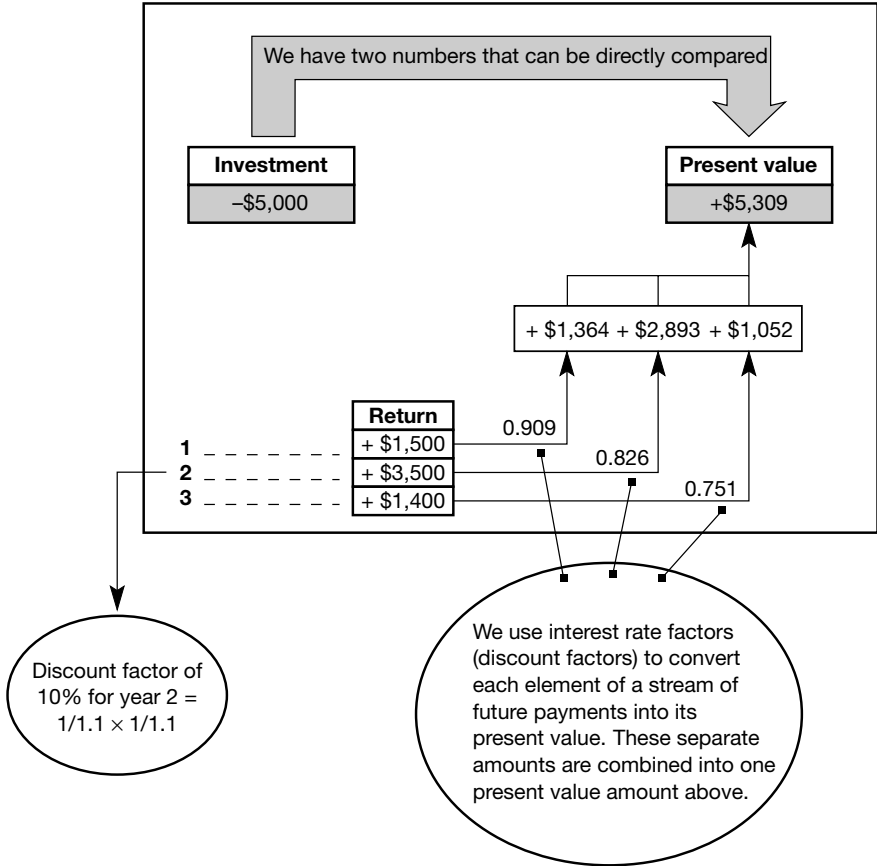 We have two numbers that can be directly compared
Investment
–$5,000
Present value
+$5,309
+ $1,364 + $2,893 + $1,052
Return
1 _ _ _ _ _ _ _ + $1,500 0.909
2 _ _ _ _ _ _ _ + $3,500 0.826
3 _ _ _ _ _ _ _ + $1,400 0.751
Discount factor of
10% for year 2 =
1/1.1 × 1/1.1
We use interest rate factors
(discount factors) to convert
each element of a stream of
future payments into its
present value. These separate
amounts are combined into one
present value amount above.